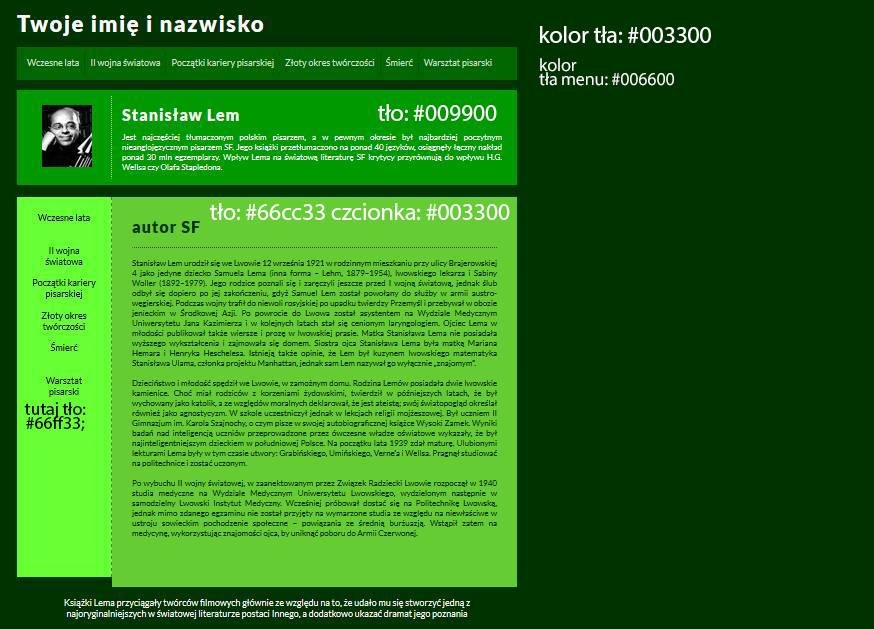 Twoje imię i nazwisko
kolor tła: #003300
kolor
tła menu: #006600
Wczesne lata II wojna światowa Początki kariery pisarskiej Złoty okres twórczości Śmierć Warsztat pisarski
Stanisław Lem
tło: #009900
Jest najczęściej tłumaczonym polskim pisarzem, a w pewnym okresie był najbardziej poczytnym
nieanglojęzycznym pisarzem SF. Jego książki przetłumaczono na ponad 40 języków, osiągnęły łączny nakład
ponad 30 mln egzemplarzy. Wpływ Lema na światową literaturę SF krytycy przyrównują do wpływu H.G.
Wellsa czy Olafa Stapledona.
Wczesne lata
II wojna
światowa
Początki kariery
pisarskiej
Złoty okres
twórczości
Śmierć
Warsztat
pisarski
tutaj tło:
#66ff33;
tło: #66cc33 czcionka: #003300
autor SF
Stanisław Lem urodził się we Lwowie 12 września 1921 w rodzinnym mieszkaniu przy ulicy Brajerowskiej
4 jako jedyne dziecko Samuela Lema (inna forma – Lehm, 1879–1954), lwowskiego lekarza i Sabiny
Woller (1892–1979). Jego rodzice poznali się i zaręczyli jeszcze przed I wojną światową, jednak ślub
odbył się dopiero po jej zakończeniu, gdyż Samuel Lem został powołany do służby w armii austro-
węgierskiej. Podczas wojny trafił do niewoli rosyjskiej po upadku twierdzy Przemyśl i przebywał w obozie
jenieckim w Środkowej Azji. Po powrocie do Lwowa został asystentem na Wydziale Medycznym
Uniwersytetu Jana Kazimierza i w kolejnych latach stał się cenionym laryngologiem. Ojciec Lema w
młodości publikował także wiersze i prozę w lwowskiej prasie. Matka Stanisława Lema nie posiadała
wyższego wykształcenia i zajmowała się domem. Siostra ojca Stanisława Lema była matką Mariana
Hemara i Henryka Heschelesa. Istnieją także opinie, że Lem był kuzynem lwowskiego matematyka
Stanisława Ulama, członka projektu Manhattan, jednak sam Lem nazywał go wyłącznie „znajomym”.
Dzieciństwo i młodość spędził we Lwowie, w zamożnym domu. Rodzina Lemów posiadała dwie lwowskie
kamienice. Choć miał rodziców z korzeniami żydowskimi, twierdził w późniejszych latach, że był
wychowany jako katolik, a ze względów moralnych deklarował, że jest ateistą; swój światopogląd określał
również jako agnostycyzm. W szkole uczestniczył jednak w lekcjach religii mojżeszowej. Był uczniem II
Gimnazjum im. Karola Szajnochy, o czym pisze w swojej autobiograficznej książce Wysoki Zamek. Wyniki
badań nad inteligencją uczniów przeprowadzone przez ówczesne władze oświatowe wykazały, że był
najinteligentniejszym dzieckiem w południowej Polsce. Na początku lata 1939 zdał maturę. Ulubionymi
lekturami Lema były w tym czasie utwory: Grabińskiego, Umińskiego, Verne'a i Wellsa. Pragnął studiować
na politechnice i zostać uczonym.
Po wybuchu II wojny światowej, w zaanektowanym przez Związek Radziecki Lwowie rozpoczął w 1940
studia medyczne na Wydziale Medycznym Uniwersytetu Lwowskiego, wydzielonym następnie w
samodzielny Lwowski Instytut Medyczny. Wcześniej próbował dostać się na Politechnikę Lwowską,
jednak mimo zdanego egzaminu nie został przyjęty na wymarzone studia ze względu na niewłaściwe w
ustroju sowieckim pochodzenie społeczne – powiązania ze średnią burżuazją. Wstąpił zatem na
medycynę, wykorzystując znajomości ojca, by uniknąć poboru do Armii Czerwonej.
Książki Lema przyciągały twórców filmowych głównie ze względu na to, że udało mu się stworzyć jedną z
najoryginalniejszych w światowej literaturze postaci Innego, a dodatkowo ukazać dramat jego poznania